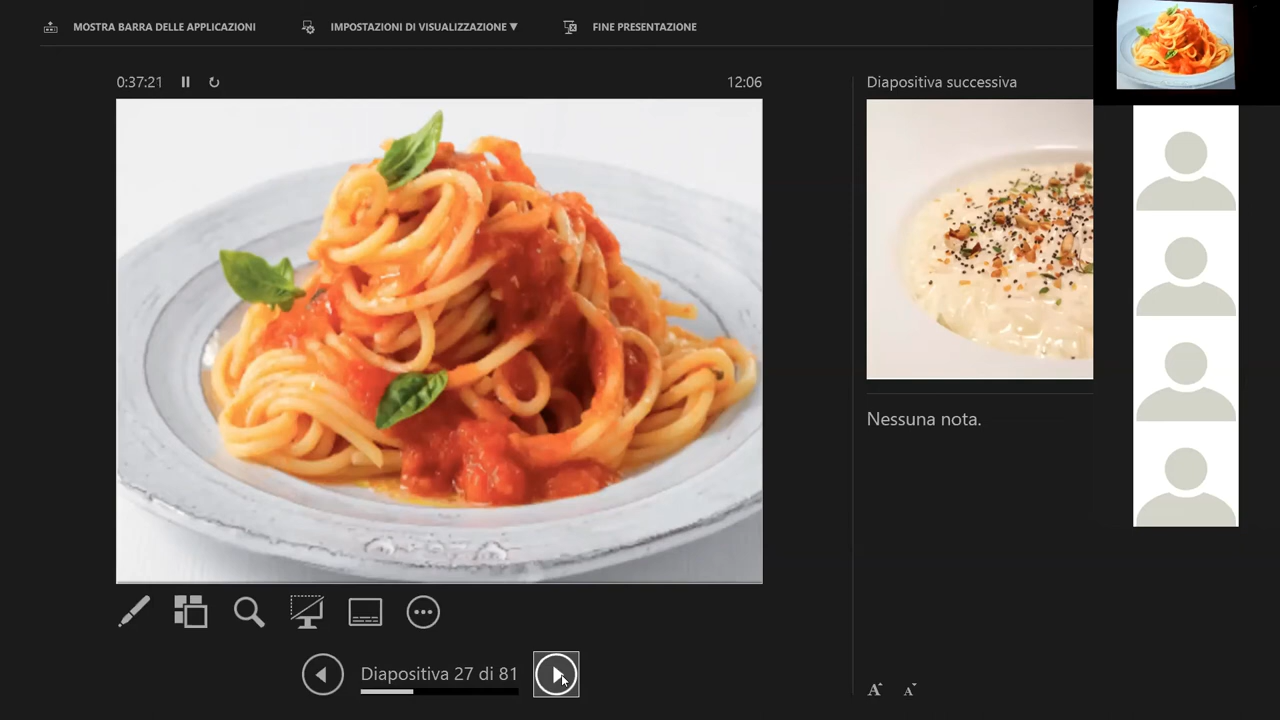 MOSTRA BARRA DELLE APPLICAZIONI
IMPOSTAZIONI DI VISUALIZZAZIONE ▼
FINE PRESENTAZIONE
0:37:21
12:06
Diapositiva successiva
Nessuna nota.
Diapositiva 27 di 81
A A